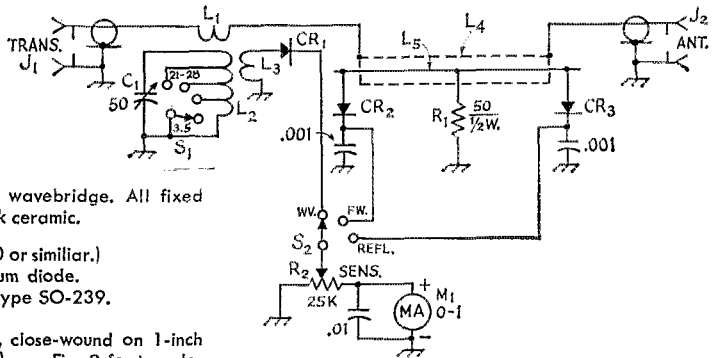 L1
L4
J2
TRANS.
J1
L3
CR1
L5
ANT.
C1
50
21-28
L2
3.5
S1
CR2
.001
R1 50 1/2W.
CR3
.001
wavebridge. All fixed
k ceramic.
0 or similiar.)
um diode.
ype SO-239.
, close-wound on 1-inch
WV.
FW.
S2
REFL.
R2
SENS.
25K
.01
+
MA
M1
0-1
-